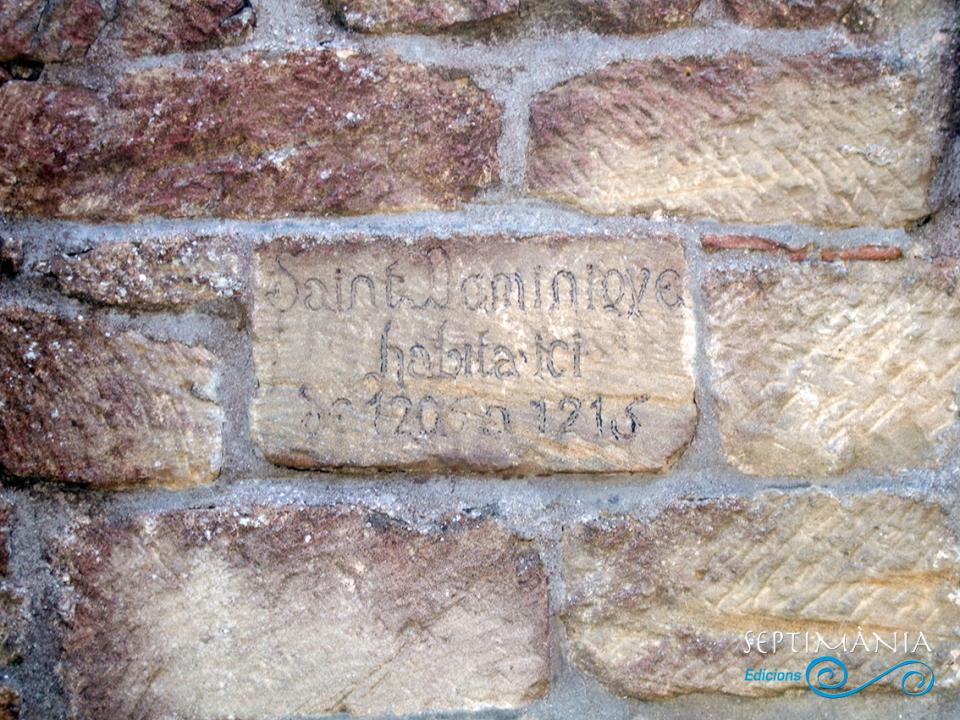 Saint Dominique
habita ici
de 1206 a 1215
SEPTIMÀNIA
Edicions